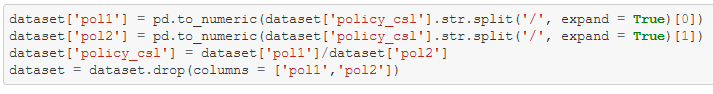 dataset['pol1'] = pd.to_numeric(dataset['policy_csl'].str.split('/', expand = True)[0])
dataset['pol2'] = pd.to_numeric(dataset['policy_csl'].str.split('/', expand = True)[1])
dataset['policy_csl'] = dataset['pol1']/dataset['pol2']
dataset = dataset.drop(columns = ['pol1','pol2'])